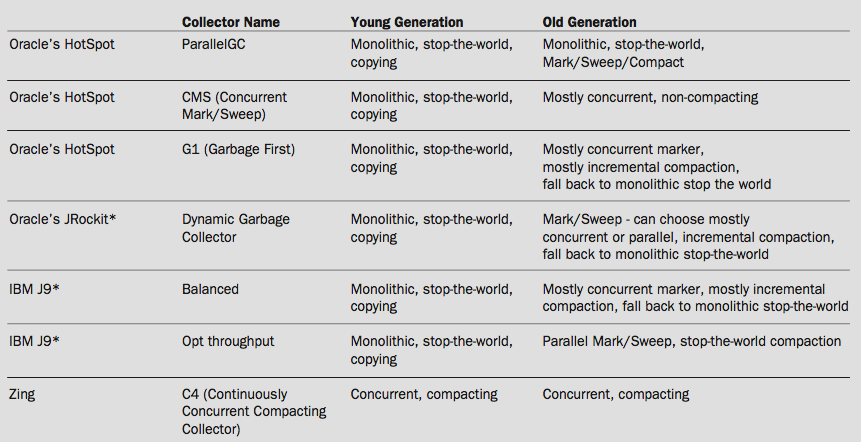 Collector Name Young Generation Old Generation
Oracle's HotSpot ParallelGC Monolithic, stop-the-world, Monolithic, stop-the-world,
copying Mark/Sweep/Compact
Oracle's HotSpot CMS (Concurrent Monolithic, stop-the-world, Mostly concurrent, non-compacting
Mark/Sweep) copying
Oracle's HotSpot G1 (Garbage First) Monolithic, stop-the-world, Mostly concurrent marker,
copying mostly incremental compaction,
fall back to monolithic stop the world
Oracle's JRockit* Dynamic Garbage Monolithic, stop-the-world, Mark/Sweep - can choose mostly
Collector copying concurrent or parallel, incremental compaction,
fall back to monolithic stop-the-world
IBM J9* Balanced Monolithic, stop-the-world, Mostly concurrent marker, mostly incremental
copying compaction, fall back to monolithic stop-the-world
IBM J9* Opt throughput Monolithic, stop-the-world, Parallel Mark/Sweep, stop-the-world compaction
copying
Zing C4 (Continuously Concurrent, compacting Concurrent, compacting
Concurrent Compacting
Collector)